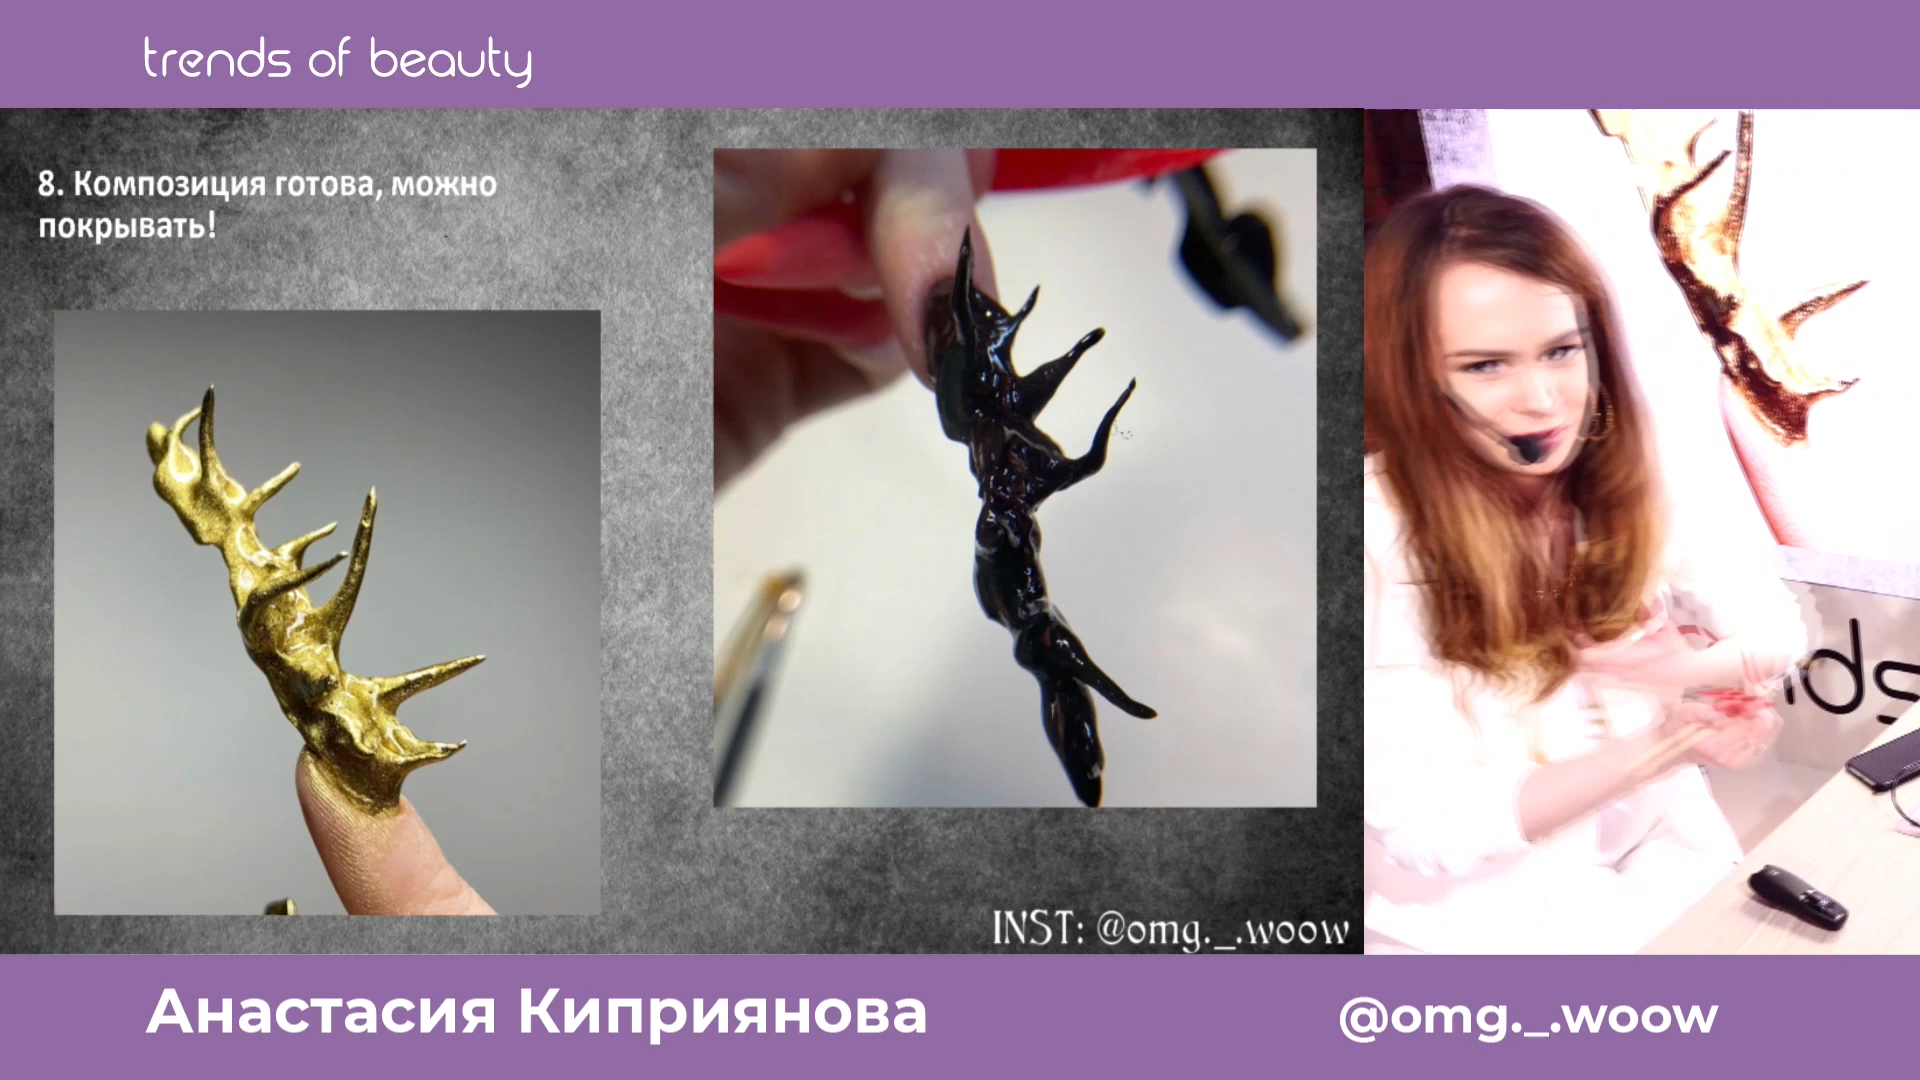 trends of beauty
8. Композиция готова, можно
покрывать!
INST: @omg._.woow
Анастасия Киприянова
@omg._.woow